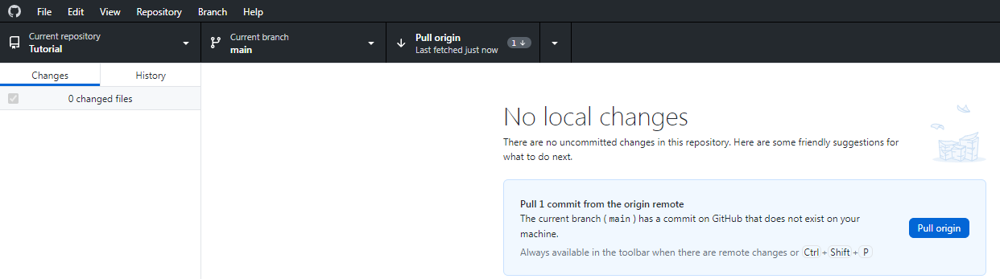 File Edit View Repository Branch Help
Current repository
Tutorial
Current branch
main
Pull origin
Last fetched just now
1
Changes
History
0 changed files
No local changes
There are no uncommitted changes in this repository. Here are some friendly suggestions for
what to do next.
Pull 1 commit from the origin remote
The current branch ( main ) has a commit on GitHub that does not exist on your
machine.
Always available in the toolbar when there are remote changes or Ctrl + Shift + P
Pull origin